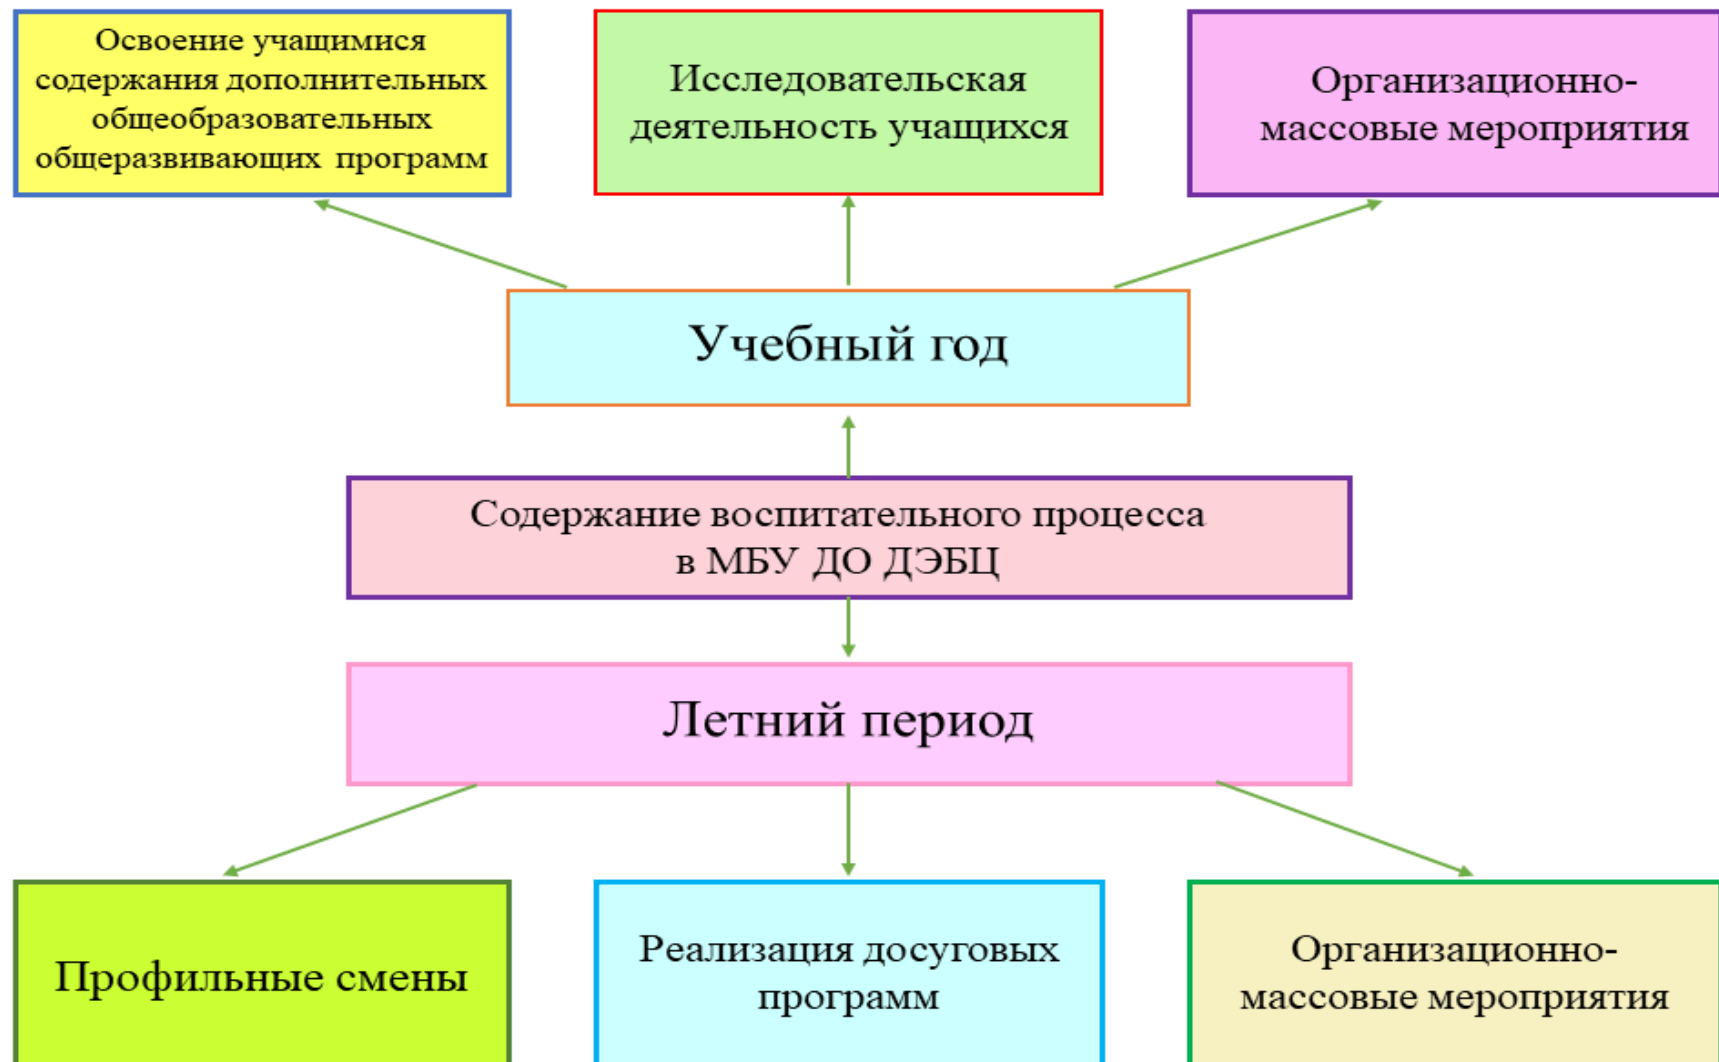 Освоение учащимися
содержания дополнительных
общеобразовательных
общеразвивающих программ
Исследовательская
деятельность учащихся
Организационно-
массовые мероприятия
Учебный год
Содержание воспитательного процесса
в МБУ ДО ДЭБЦ
Летний период
Профильные смены
Реализация досуговых
программ
Организационно-
массовые мероприятия